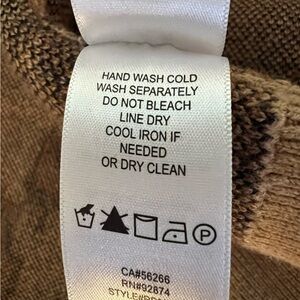 HAND WASH COLD
WASH SEPARATELY
DO NOT BLEACH
LINE DRY
COOL IRON IF
NEEDED
OR DRY CLEAN
P
CA#56266
RN#92874